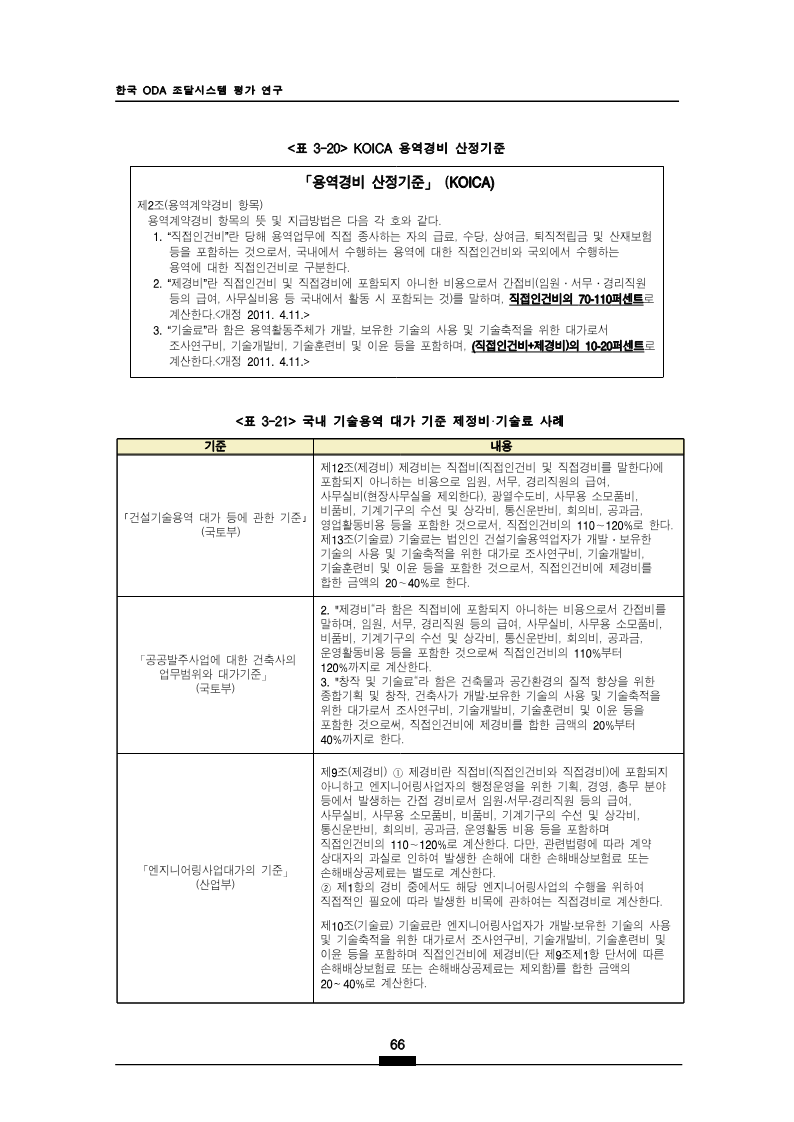 한국 ODA 조달시스템 평가 연구
<표 3-20> KOICA 용역경비 산정기준
「용역경비 산정기준」 (KOICA)
제2조(용역계약경비 항목)
용역계약경비 항목의 뜻 및 지급방법은 다음 각 호와 같다.
1. “직접인건비”란 당해 용역업무에 직접 종사하는 자의 급료, 수당, 상여금, 퇴직적립금 및 산재보험
등을 포함하는 것으로서, 국내에서 수행하는 용역에 대한 직접인건비와 국외에서 수행하는
용역에 대한 직접인건비로 구분한다.
2. “제경비”란 직접인건비 및 직접경비에 포함되지 아니한 비용으로서 간접비(임원ㆍ서무ㆍ경리직원
등의 급여, 사무실비용 등 국내에서 활동 시 포함되는 것)를 말하며, 직접인건비의 70-110퍼센트로
계산한다.<개정 2011. 4.11.>
3. “기술료”라 함은 용역활동주체가 개발, 보유한 기술의 사용 및 기술축적을 위한 대가로서
조사연구비, 기술개발비, 기술훈련비 및 이윤 등을 포함하며, (직접인건비+제경비)의 10-20퍼센트로
계산한다.<개정 2011. 4.11.>
<표 3-21> 국내 기술용역 대가 기준 제정비·기술료 사례
기준 내용
「건설기술용역 대가 등에 관한 기준」
(국토부)
제12조(제경비) 제경비는 직접비(직접인건비 및 직접경비를 말한다)에
포함되지 아니하는 비용으로 임원, 서무, 경리직원의 급여,
사무실비(현장사무실을 제외한다), 광열수도비, 사무용 소모품비,
비품비, 기계기구의 수선 및 상각비, 통신운반비, 회의비, 공과금,
영업활동비용 등을 포함한 것으로서, 직접인건비의 110～120%로 한다.
제13조(기술료) 기술료는 법인인 건설기술용역업자가 개발ㆍ보유한
기술의 사용 및 기술축적을 위한 대가로 조사연구비, 기술개발비,
기술훈련비 및 이윤 등을 포함한 것으로서, 직접인건비에 제경비를
합한 금액의 20～40%로 한다.
「공공발주사업에 대한 건축사의
업무범위와 대가기준」
(국토부)
2. "제경비"라 함은 직접비에 포함되지 아니하는 비용으로서 간접비를
말하며, 임원, 서무, 경리직원 등의 급여, 사무실비, 사무용 소모품비,
비품비, 기계기구의 수선 및 상각비, 통신운반비, 회의비, 공과금,
운영활동비용 등을 포함한 것으로써 직접인건비의 110%부터
120%까지로 계산한다.
3. "창작 및 기술료"라 함은 건축물과 공간환경의 질적 향상을 위한
종합기획 및 창작, 건축사가 개발·보유한 기술의 사용 및 기술축적을
위한 대가로서 조사연구비, 기술개발비, 기술훈련비 및 이윤 등을
포함한 것으로써, 직접인건비에 제경비를 합한 금액의 20%부터
40%까지로 한다.
「엔지니어링사업대가의 기준」
(산업부)
제9조(제경비) ① 제경비란 직접비(직접인건비와 직접경비)에 포함되지
아니하고 엔지니어링사업자의 행정운영을 위한 기획, 경영, 총무 분야
등에서 발생하는 간접 경비로서 임원·서무·경리직원 등의 급여,
사무실비, 사무용 소모품비, 비품비, 기계기구의 수선 및 상각비,
통신운반비, 회의비, 공과금, 운영활동 비용 등을 포함하며
직접인건비의 110～120%로 계산한다. 다만, 관련법령에 따라 계약
상대자의 과실로 인하여 발생한 손해에 대한 손해배상보험료 또는
손해배상공제료는 별도로 계산한다.
② 제1항의 경비 중에서도 해당 엔지니어링사업의 수행을 위하여
직접적인 필요에 따라 발생한 비목에 관하여는 직접경비로 계산한다.
제10조(기술료) 기술료란 엔지니어링사업자가 개발·보유한 기술의 사용
및 기술축적을 위한 대가로서 조사연구비, 기술개발비, 기술훈련비 및
이윤 등을 포함하며 직접인건비에 제경비(단 제9조제1항 단서에 따른
손해배상보험료 또는 손해배상공제료는 제외함)를 합한 금액의
20~40%로 계산한다.
66